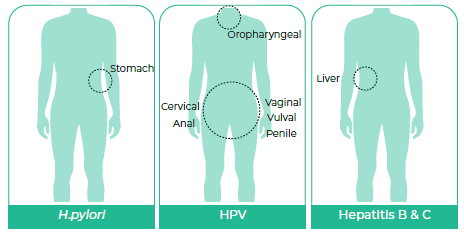 Stomach
H.pylori
Oropharyngeal
Cervical
Anal
Vaginal
Vulval
Penile
HPV
Liver
Hepatitis B & C